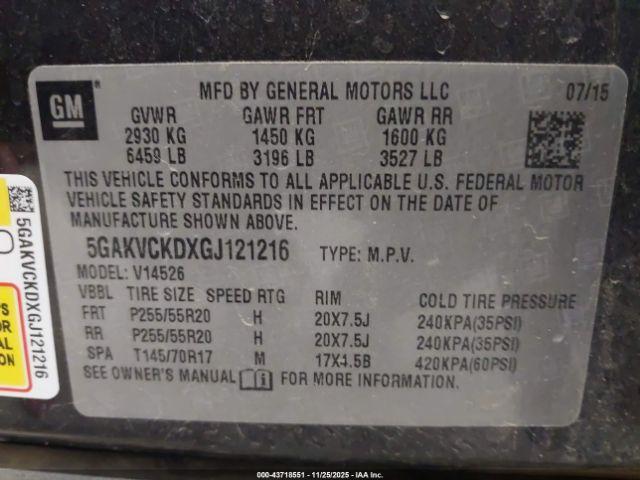 GM
MFD BY GENERAL MOTORS LLC 07/15
GVWR GAWR FRT GAWR RR
2930 KG 1450 KG 1600 KG
6459 LB 3196 LB 3527 LB
THIS VEHICLE CONFORMS TO ALL APPLICABLE U.S. FEDERAL MOTOR
VEHICLE SAFETY STANDARDS IN EFFECT ON THE DATE OF
MANUFACTURE SHOWN ABOVE.
5GAKVCKDXGJ121216 TYPE: M.P.V.
MODEL: V14526
VBBL TIRE SIZE SPEED RTG RIM COLD TIRE PRESSURE
FRT P255/55R20 H 20X7.5J 240KPA(35PSI)
RR P255/55R20 H 20X7.5J 240KPA(35PSI)
SPA T145/70R17 M 17X4.5B 420KPA(60PSI)
SEE OWNER'S MANUAL FOR MORE INFORMATION.
5GAKVCKDXGJ121216
000-43718551 - 11/25/2025 - IAA Inc.